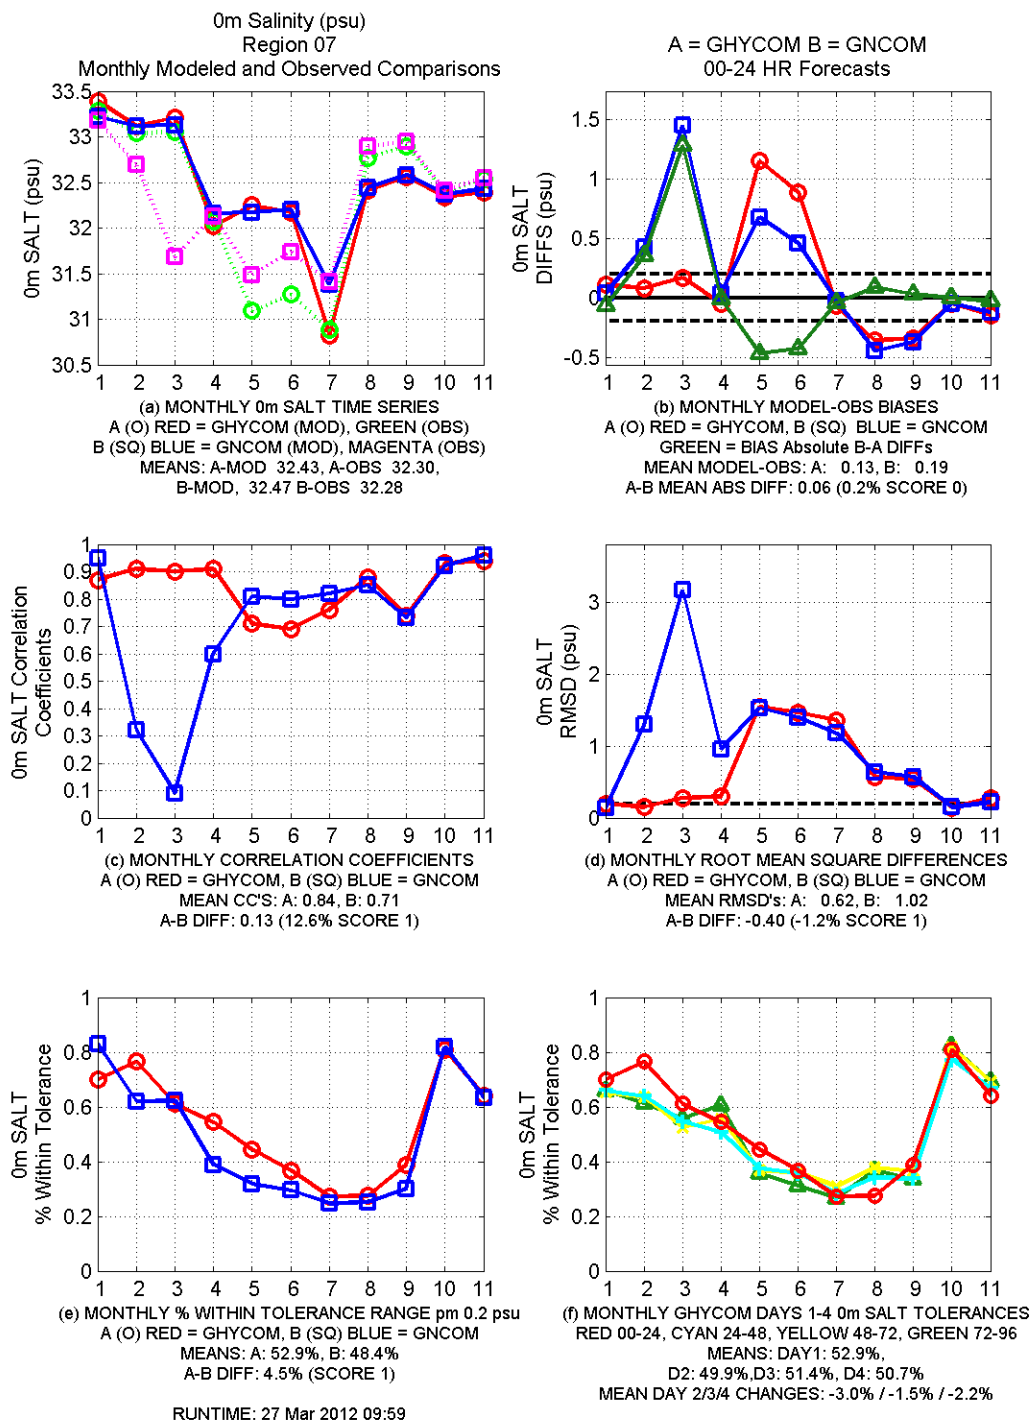 0m Salinity (psu)
Region 07
Monthly Modeled and Observed Comparisons
A = GHYCOM B = GNCOM
00-24 HR Forecasts
0m SALT (psu)
33.5
33
32.5
32
31.5
31
30.5
1 2 3 4 5 6 7 8 9 10 11
(a) MONTHLY 0m SALT TIME SERIES
A (O) RED = GHYCOM (MOD), GREEN (OBS)
B (SQ) BLUE = GNCOM (MOD), MAGENTA (OBS)
MEANS: A-MOD 32.43, A-OBS 32.30,
B-MOD, 32.47 B-OBS 32.28
0m SALT
DIFFS (psu)
1.5
1
0.5
0
-0.5
1 2 3 4 5 6 7 8 9 10 11
(b) MONTHLY MODEL-OBS BIASES
A (O) RED = GHYCOM, B (SQ) BLUE = GNCOM
GREEN = BIAS Absolute B-A DIFFs
MEAN MODEL-OBS: A: 0.13, B: 0.19
A-B MEAN ABS DIFF: 0.06 (0.2% SCORE 0)
0m SALT Correlation
Coefficients
1
0.9
0.8
0.7
0.6
0.5
0.4
0.3
0.2
0.1
0
1 2 3 4 5 6 7 8 9 10 11
(c) MONTHLY CORRELATION COEFFICIENTS
A (O) RED = GHYCOM, B (SQ) BLUE = GNCOM
MEAN CC'S: A: 0.84, B: 0.71
A-B DIFF: 0.13 (12.6% SCORE 1)
0m SALT
RMSD (psu)
3
2
1
0
1 2 3 4 5 6 7 8 9 10 11
(d) MONTHLY ROOT MEAN SQUARE DIFFERENCES
A (O) RED = GHYCOM, B (SQ) BLUE = GNCOM
MEAN RMSD's: A: 0.62, B: 1.02
A-B DIFF: -0.40 (-1.2% SCORE 1)
0m SALT
% Within Tolerance
1
0.8
0.6
0.4
0.2
0
1 2 3 4 5 6 7 8 9 10 11
(e) MONTHLY % WITHIN TOLERANCE RANGE pm 0.2 psu
A (O) RED = GHYCOM, B (SQ) BLUE = GNCOM
MEANS: A: 52.9%, B: 48.4%
A-B DIFF: 4.5% (SCORE 1)
0m SALT
% Within Tolerance
1
0.8
0.6
0.4
0.2
0
1 2 3 4 5 6 7 8 9 10 11
(f) MONTHLY GHYCOM DAYS 1-4 0m SALT TOLERANCES
RED 00-24, CYAN 24-48, YELLOW 48-72, GREEN 72-96
MEANS: DAY1: 52.9%,
D2: 49.9%,D3: 51.4%, D4: 50.7%
MEAN DAY 2/3/4 CHANGES: -3.0% / -1.5% / -2.2%
RUNTIME: 27 Mar 2012 09:59